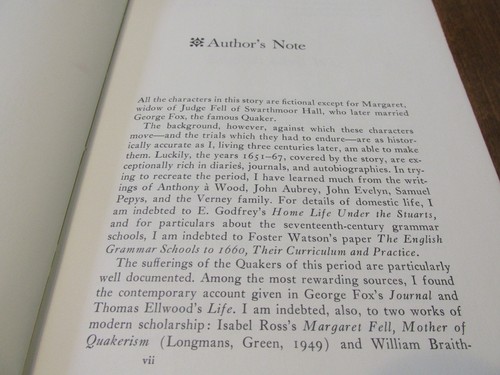 Author's Note
All the characters in this story are fictional except for Margaret,
widow of Judge Fell of Swarthmoor Hall, who later married
George Fox, the famous Quaker.
The background, however, against which these characters
move—and the trials which they had to endure—are as histor-
ically accurate as I, living three centuries later, am able to make
them. Luckily, the years 1651–67, covered by the story, are ex-
ceptionally rich in diaries, journals, and autobiographies. In try-
ing to recreate the period, I have learned much from the writ-
ings of Anthony à Wood, John Aubrey, John Evelyn, Samuel
Pepys, and the Verney family. For details of domestic life, I
am indebted to E. Godfrey's Home Life Under the Stuarts,
and for particulars about the seventeenth-century grammar
schools, I am indebted to Foster Watson's paper The English
Grammar Schools to 1660, Their Curriculum and Practice.
The sufferings of the Quakers of this period are particularly
well documented. Among the most rewarding sources, I found
the contemporary account given in George Fox's Journal and
Thomas Ellwood's Life. I am indebted, also, to two works of
modern scholarship: Isabel Ross's Margaret Fell, Mother of
Quakerism (Longmans, Green, 1949) and William Braith-
vii